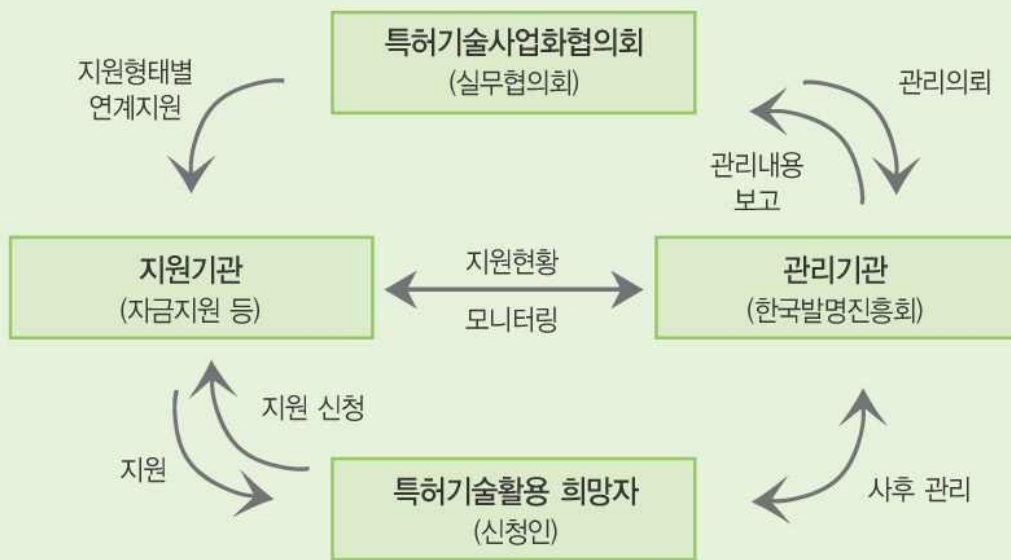 특허기술사업화협의회
(실무협의회)
지원형태별
연계지원
관리의뢰
관리내용
보고
지원기관
(자금지원 등)
지원현황
모니터링
관리기관
(한국발명진흥회)
지원 신청
지원
특허기술활용 희망자
(신청인)
사후 관리